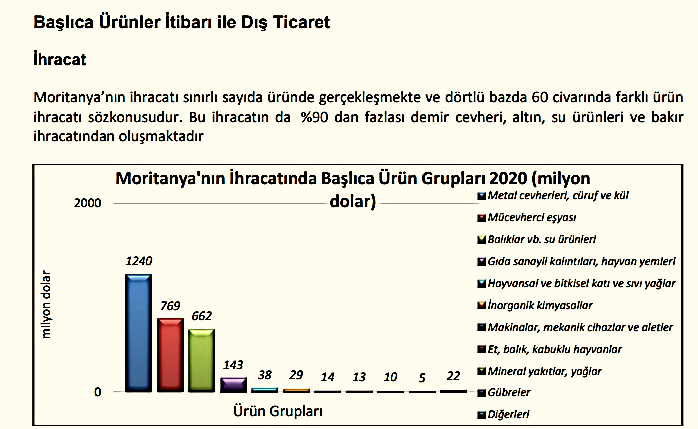 Başlıca Ürünler İtibarı ile Dış Ticaret
İhracat
Moritanya’nın ihracatı sınırlı sayıda üründe gerçekleşmekte ve dörtlü bazda 60 civarında farklı ürün
ihracatı sözkonusudur. Bu ihracatın da %90 dan fazlası demir cevheri, altın, su ürünleri ve bakır
ihracatından oluşmaktadır
Moritanya'nın İhracatında Başlıca Ürün Grupları 2020 (milyon
dolar)
2000
0
milyon dolar
1240
769
662
143
38
29
14
13
10
5
22
Ürün Grupları
Metal cevherleri, cüruf ve kül
Mücevherci eşyası
Balıklar vb. su ürünleri
Gıda sanayii kalıntıları, hayvan yemleri
Hayvansal ve bitkisel katı ve sıvı yağlar
İnorganik kimyasallar
Makinalar, mekanik cihazlar ve aletler
Et, balık, kabuklu hayvanlar
Mineral yakıtlar, yağlar
Gübreler
Diğerleri